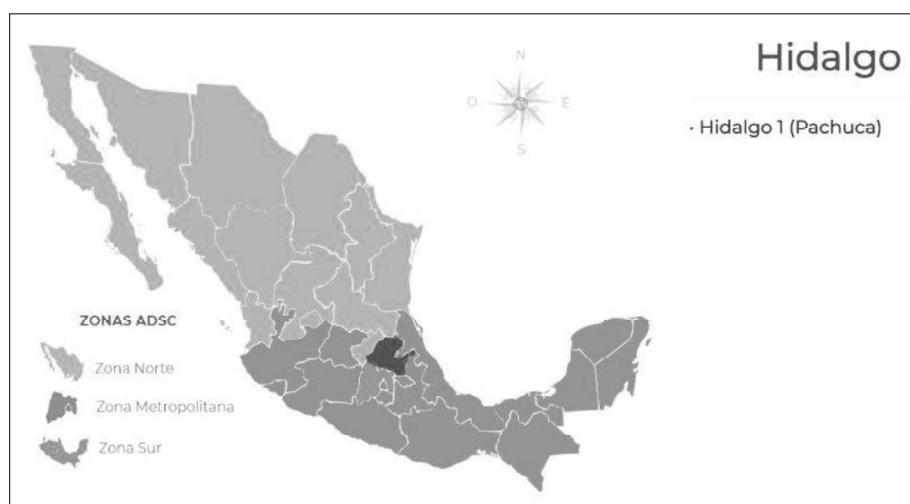 Hidalgo
· Hidalgo 1 (Pachuca)
N
O
E
S
ZONAS ADSC
Zona Norte
Zona Metropolitana
Zona Sur